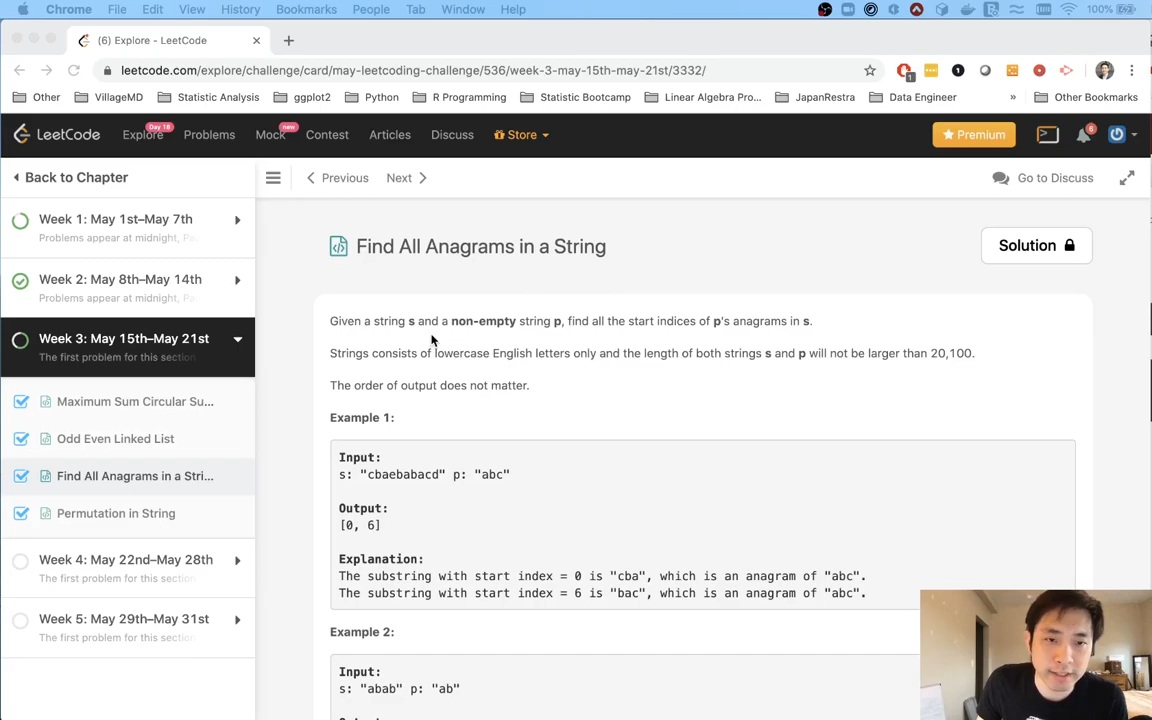 Chrome File Edit View History Bookmarks People Tab Window Help 100%
(6) Explore - LeetCode
leetcode.com/explore/challenge/card/may-leetcoding-challenge/536/week-3-may-15th-may-21st/3332/
Other VillageMD Statistic Analysis ggplot2 Python R Programming Statistic Bootcamp Linear Algebra Pro... JapanRestra Data Engineer » Other Bookmarks
LeetCode Explore Day 18 Problems Mock new Contest Articles Discuss Store Premium 6
Back to Chapter
Previous Next Go to Discuss
Week 1: May 1st–May 7th
Problems appear at midnight, Pa
Week 2: May 8th–May 14th
Problems appear at midnight, Pa
Week 3: May 15th–May 21st
The first problem for this section
Maximum Sum Circular Su...
Odd Even Linked List
Find All Anagrams in a Stri...
Permutation in String
Week 4: May 22nd–May 28th
The first problem for this section
Week 5: May 29th–May 31st
The first problem for this section
Find All Anagrams in a String
Solution
Given a string s and a non-empty string p, find all the start indices of p's anagrams in s.
Strings consists of lowercase English letters only and the length of both strings s and p will not be larger than 20,100.
The order of output does not matter.
Example 1:
Input:
s: "cbaebabacd" p: "abc"
Output:
[0, 6]
Explanation:
The substring with start index = 0 is "cba", which is an anagram of "abc".
The substring with start index = 6 is "bac", which is an anagram of "abc".
Example 2:
Input:
s: "abab" p: "ab"